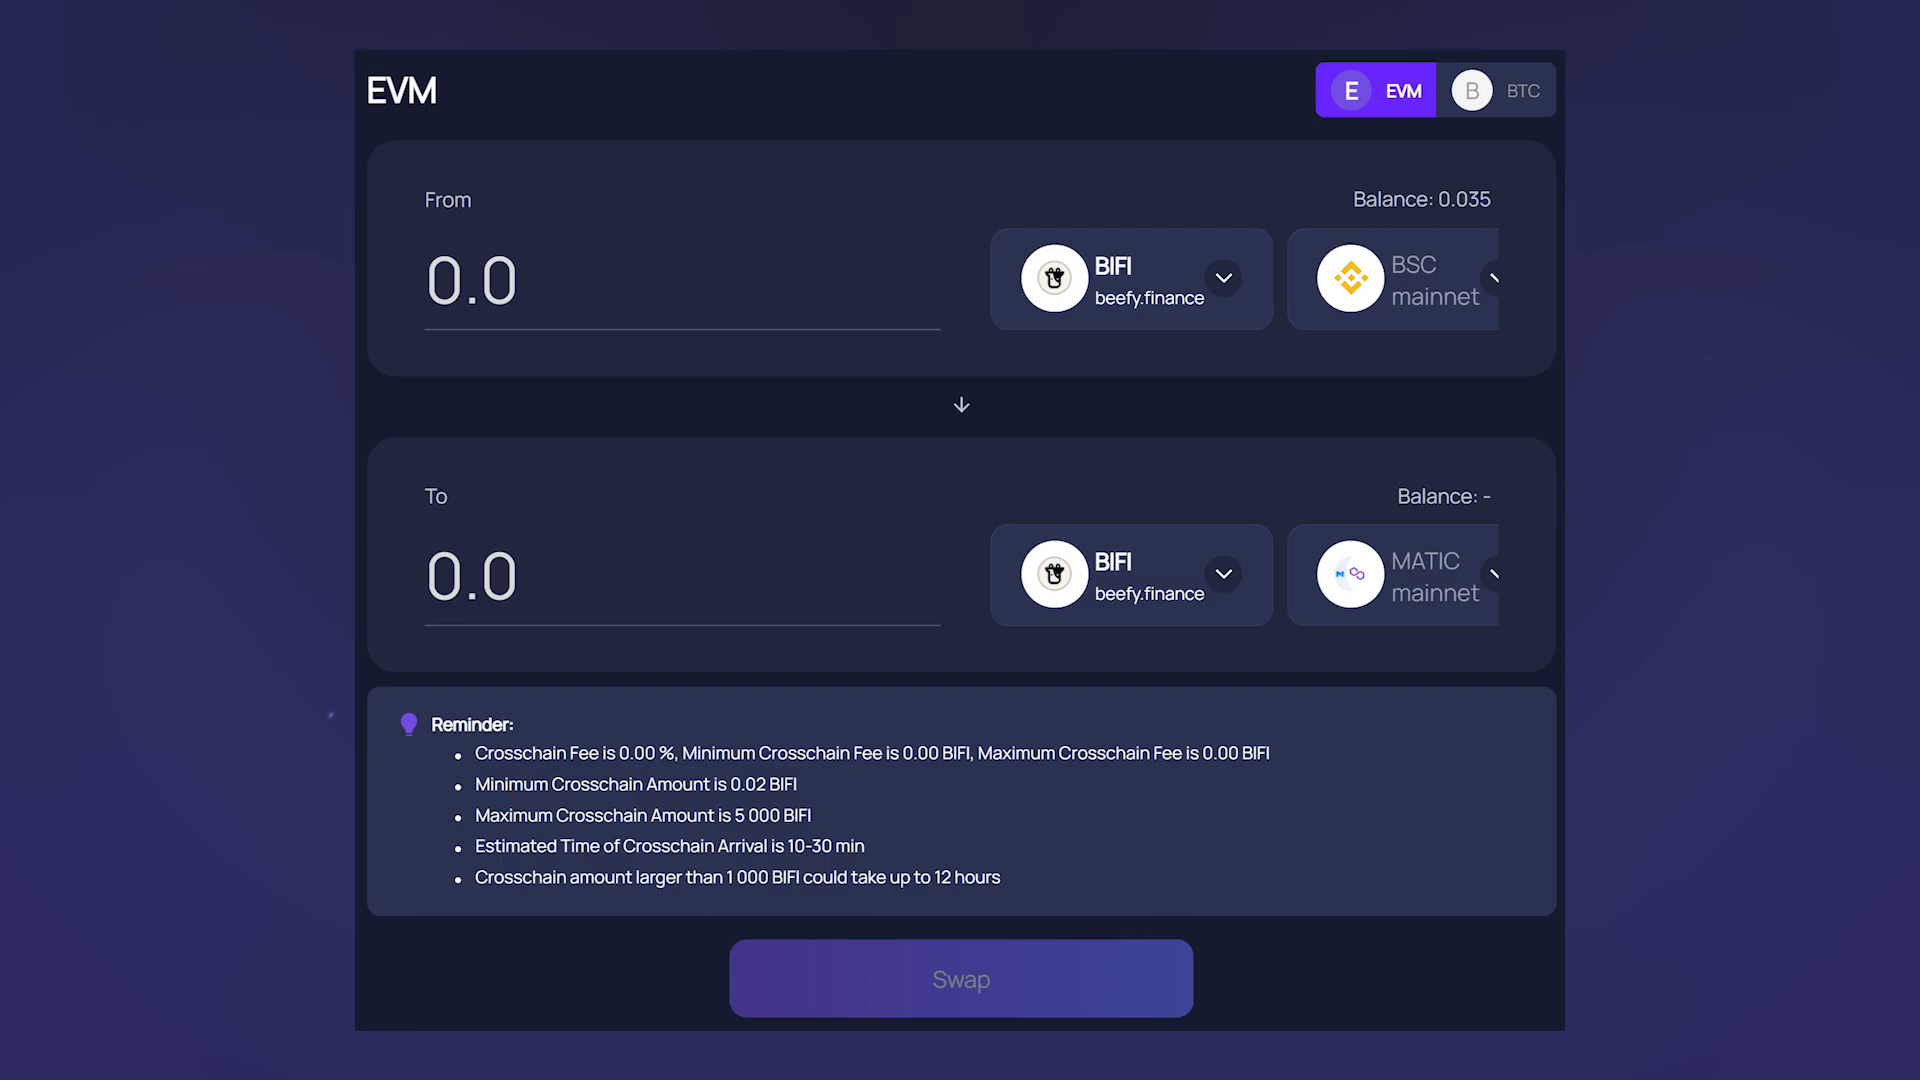 EVM
E EVM B BTC
From
Balance: 0.035
0.0
BIFI
beefy.finance
BSC
mainnet
To
Balance: -
0.0
BIFI
beefy.finance
MATIC
mainnet
Reminder:
Crosschain Fee is 0.00 %, Minimum Crosschain Fee is 0.00 BIFI, Maximum Crosschain Fee is 0.00 BIFI
Minimum Crosschain Amount is 0.02 BIFI
Maximum Crosschain Amount is 5 000 BIFI
Estimated Time of Crosschain Arrival is 10-30 min
Crosschain amount larger than 1 000 BIFI could take up to 12 hours
Swap